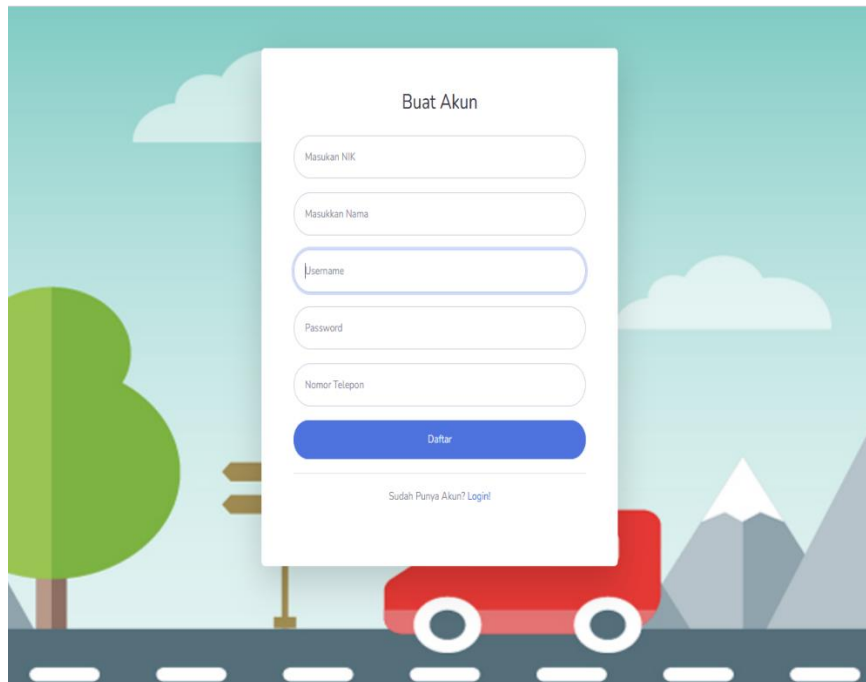 Buat Akun
Masukan NIK
Masukkan Nama
Username
Password
Nomor Telepon
Daftar
Sudah Punya Akun? Login!